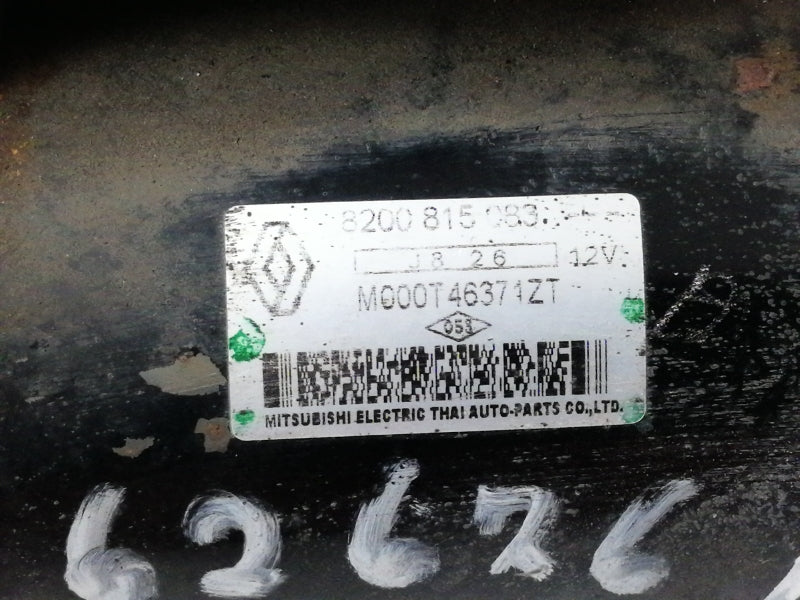 8200 815 083
J8 26 12V
M000T46371ZT
053
MITSUBISHI ELECTRIC THAI AUTO-PARTS CO.,LTD.
62676